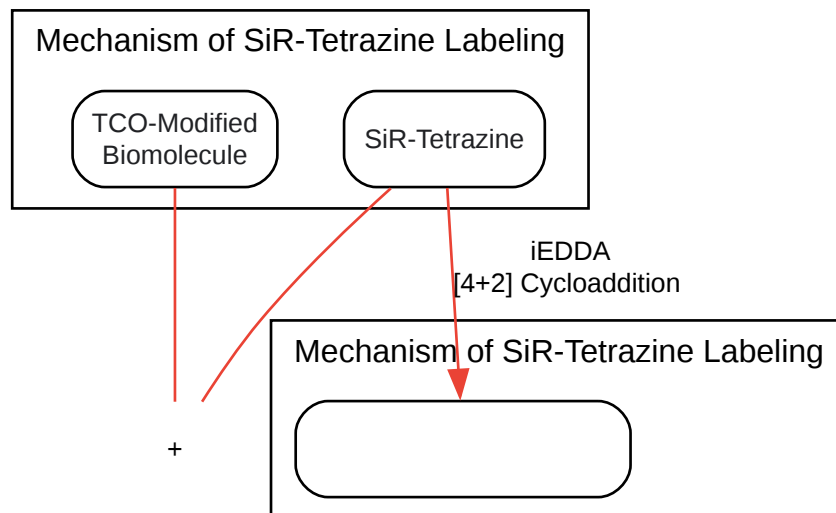 Mechanism of SiR-Tetrazine Labeling
TCO-Modified
Biomolecule
SiR-Tetrazine
iEDDA
[4+2] Cycloaddition
Mechanism of SiR-Tetrazine Labeling
+